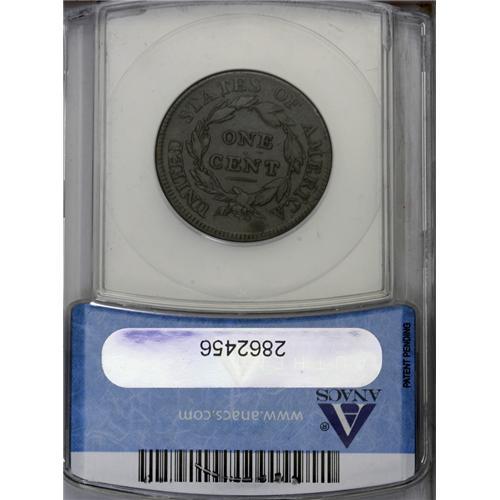 UNITED STATES OF AMERICA
ONE
CENT
2862456
PATENT PENDING
ANACS
®
www.anacs.com